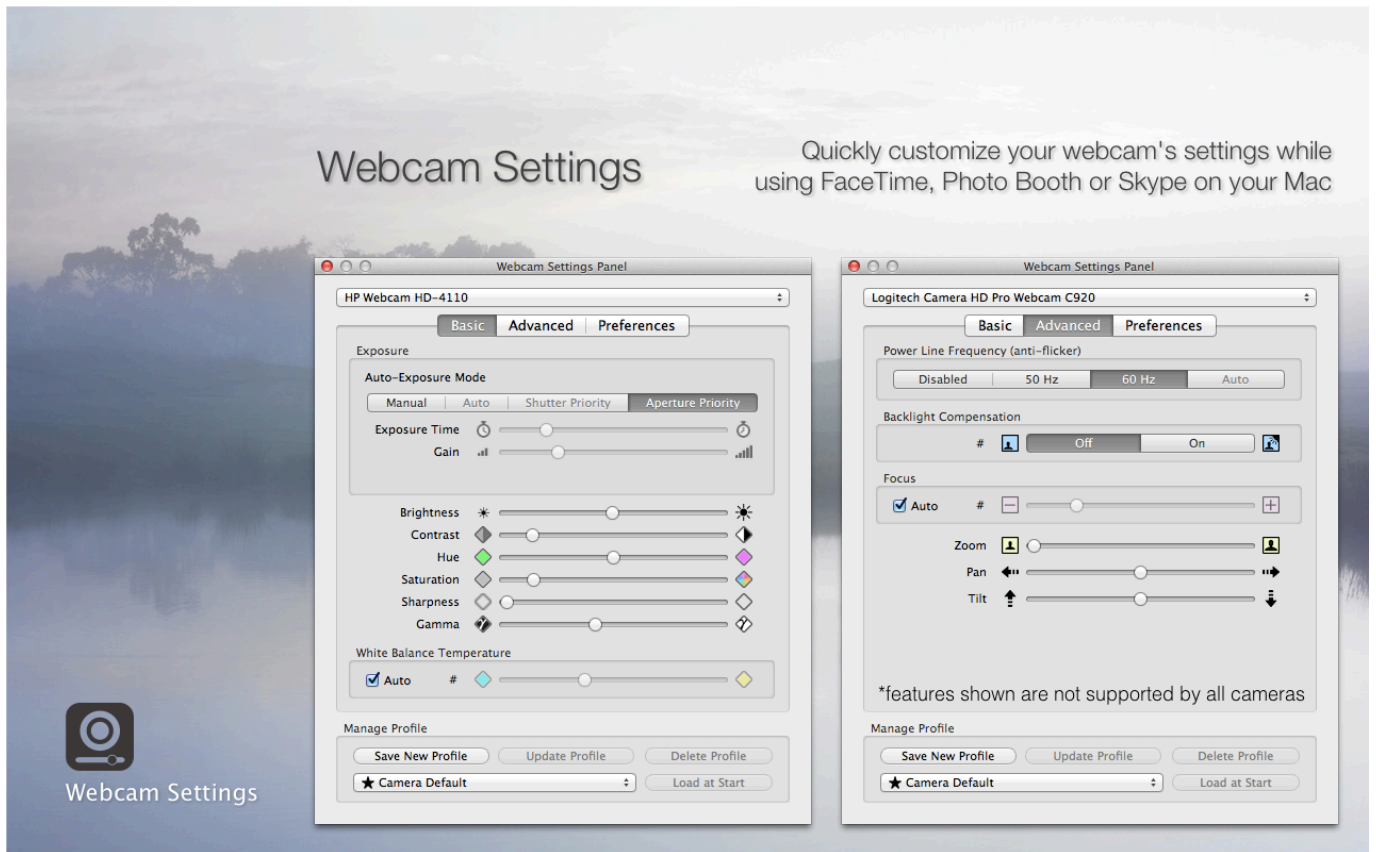 Webcam Settings
Quickly customize your webcam's settings while
using FaceTime, Photo Booth or Skype on your Mac
Webcam Settings Panel
HP Webcam HD-4110
Basic Advanced Preferences
Exposure
Auto-Exposure Mode
Manual Auto Shutter Priority Aperture Priority
Exposure Time
Gain
Brightness
Contrast
Hue
Saturation
Sharpness
Gamma
White Balance Temperature
Auto #
Manage Profile
Save New Profile Update Profile Delete Profile
★ Camera Default Load at Start
Webcam Settings Panel
Logitech Camera HD Pro Webcam C920
Basic Advanced Preferences
Power Line Frequency (anti-flicker)
Disabled 50 Hz 60 Hz Auto
Backlight Compensation
# Off On
Focus
Auto #
Zoom
Pan
Tilt
*features shown are not supported by all cameras
Manage Profile
Save New Profile Update Profile Delete Profile
★ Camera Default Load at Start
Webcam Settings